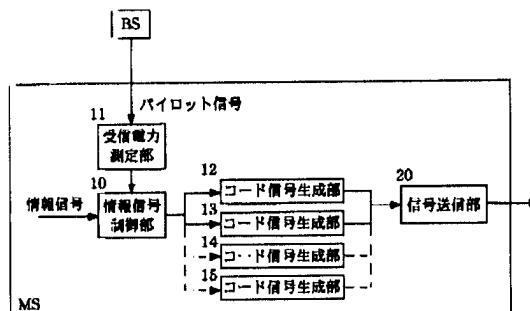 BS
パイロット信号
11
受信電力
測定部
10
情報信号
情報信号
制御部
12
コード信号生成部
13
コード信号生成部
14
コード信号生成部
15
コード信号生成部
20
信号送信部
MS